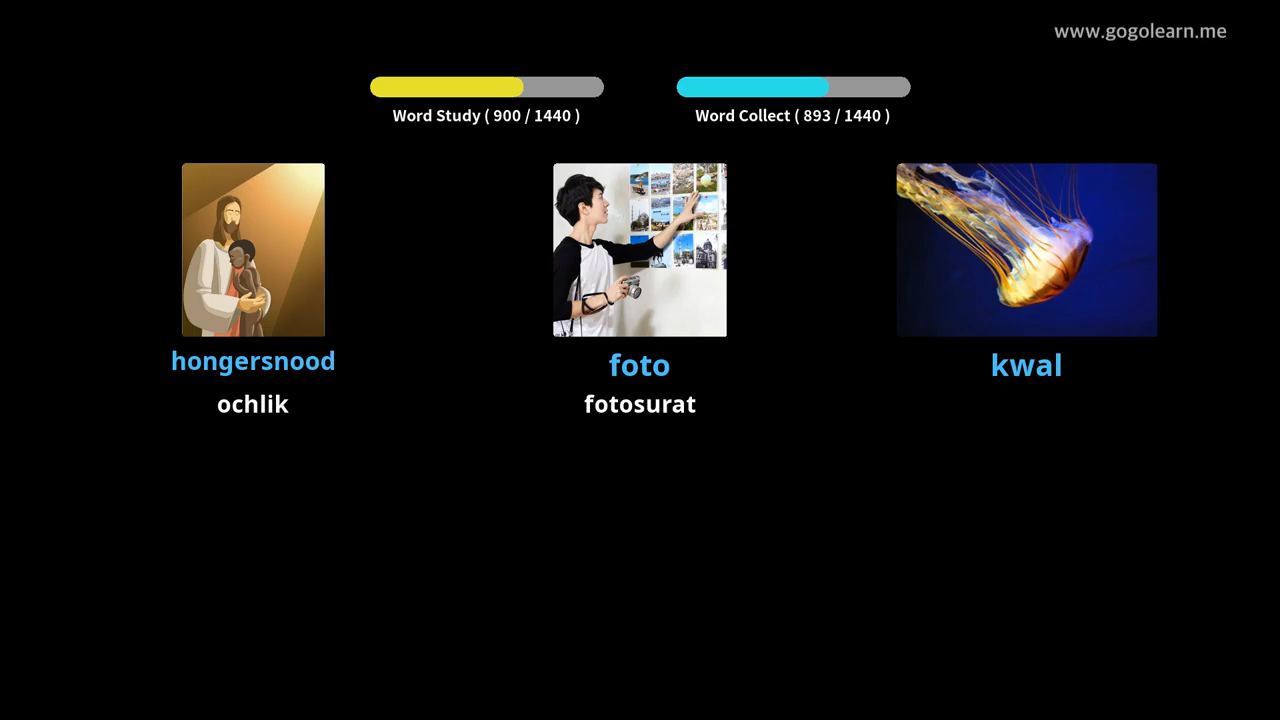 www.gogolearn.me
Word Study ( 900 / 1440 )
Word Collect ( 893 / 1440 )
hongersnood
foto
kwal
ochlik
fotosurat